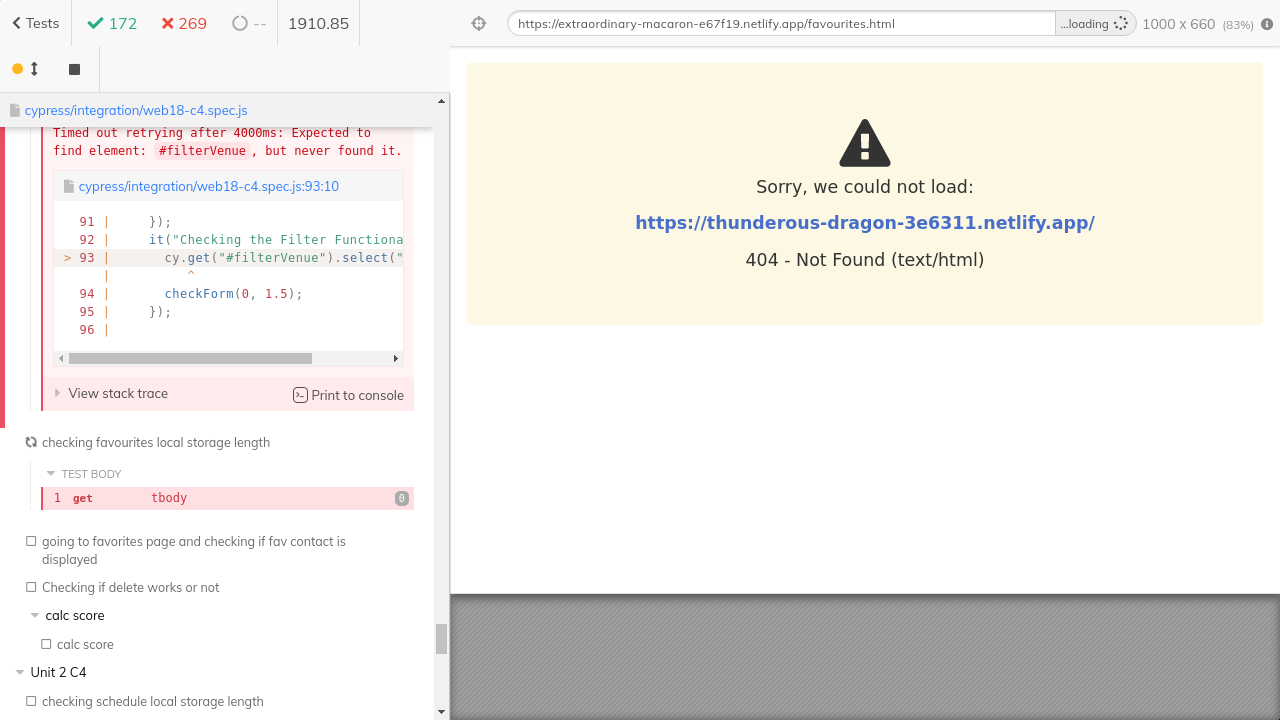 Tests
172
269
--
1910.85
https://extraordinary-macaron-e67f19.netlify.app/favourites.html
...loading
1000 x 660 (83%)
cypress/integration/web18-c4.spec.js
Timed out retrying after 4000ms: Expected to
find element: #filterVenue, but never found it.
cypress/integration/web18-c4.spec.js:93:10
91 | });
92 | it("Checking the Filter Functiona
> 93 | cy.get("#filterVenue").select("
| ^
94 | checkForm(0, 1.5);
95 | });
96 |
View stack trace
Print to console
checking favourites local storage length
TEST BODY
1 get tbody 0
going to favorites page and checking if fav contact is
displayed
Checking if delete works or not
calc score
calc score
Unit 2 C4
checking schedule local storage length
Sorry, we could not load:
https://thunderous-dragon-3e6311.netlify.app/
404 - Not Found (text/html)